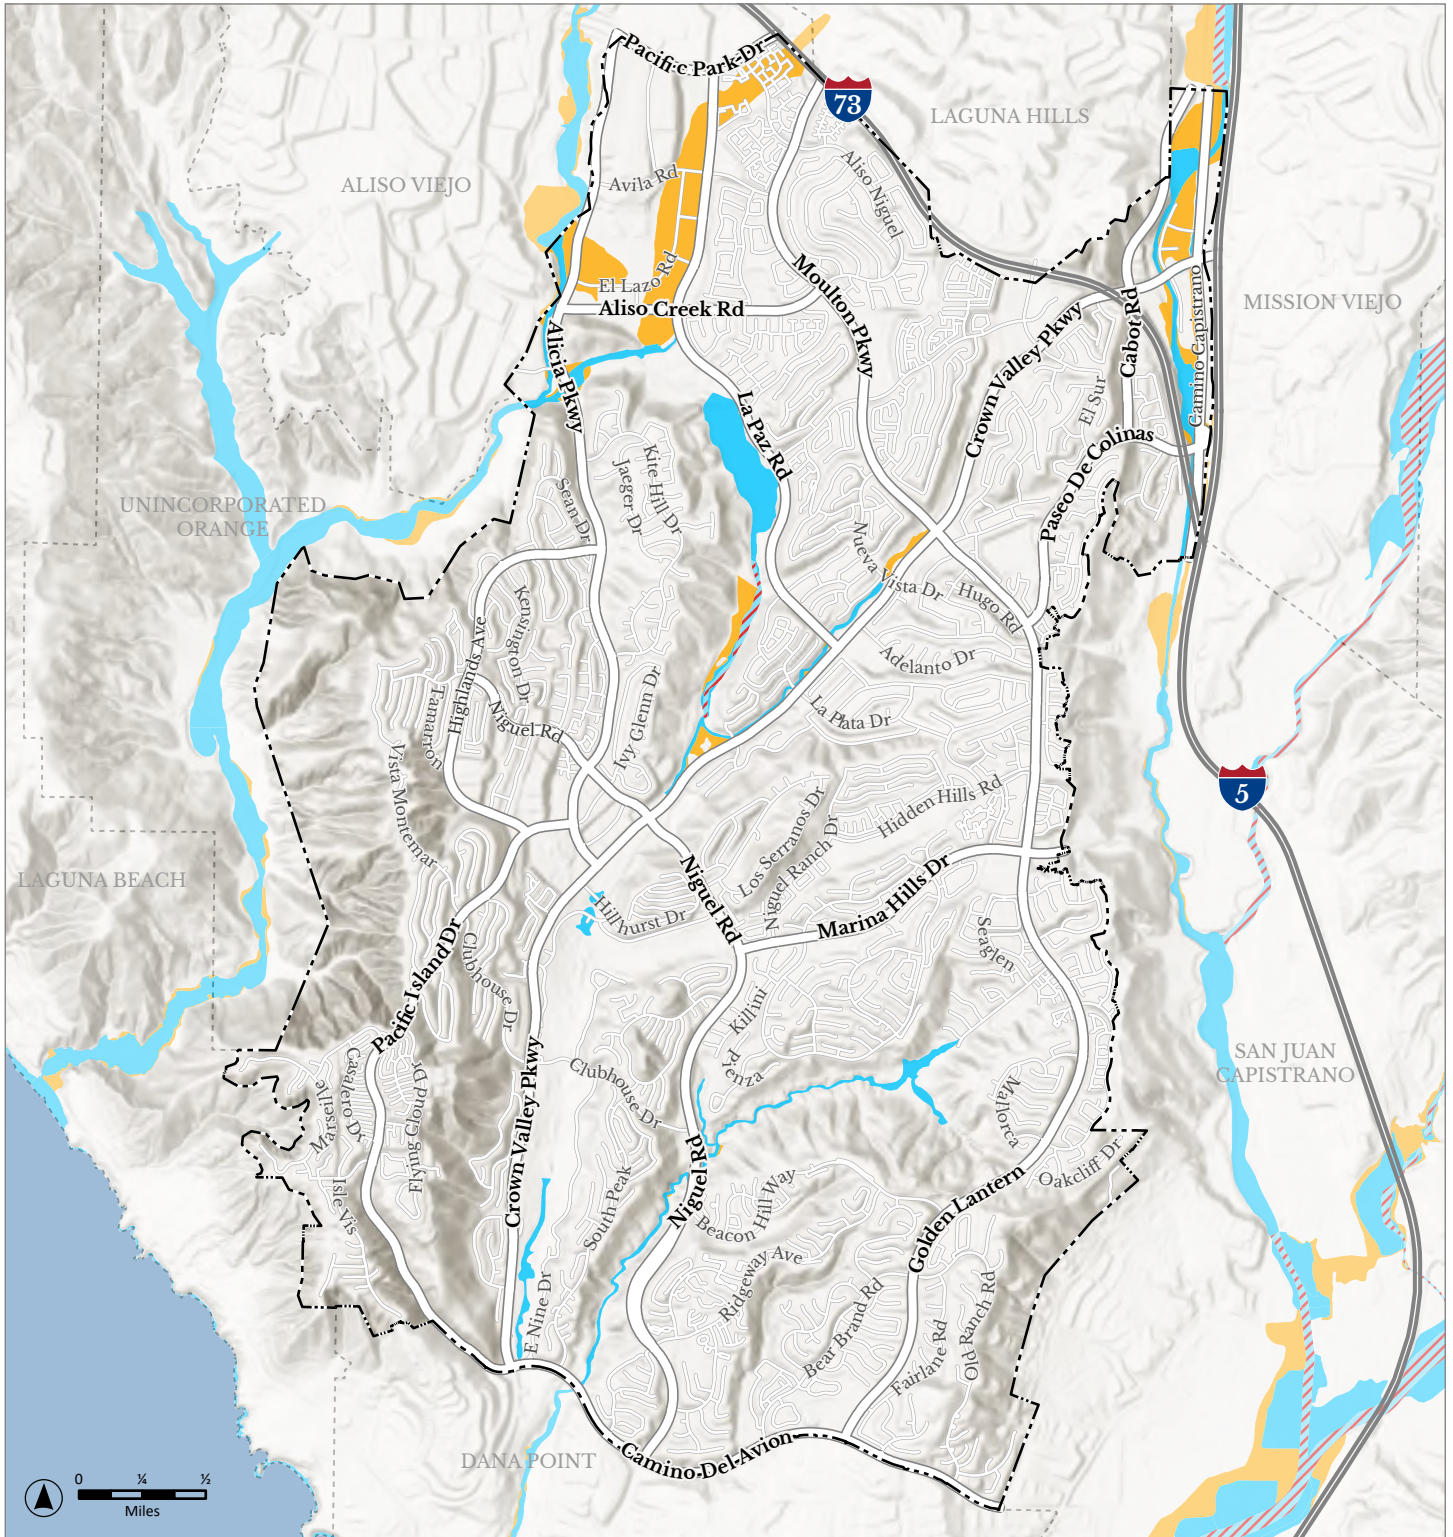 Pacific Park Dr
73
LAGUNA HILLS
ALISO VIEJO
Avila Rd
Aliso Niguel
El Lazo Rd
Aliso Creek Rd
Moulton Pkwy
MISSION VIEJO
Alicia Pkwy
Crown Valley Pkwy
Cabot Rd
Camino Capistrano
La Paz Rd
El Sur
Paseo De Colinas
Kite Hill Dr
Jaeger Dr
Sean Dr
UNINCORPORATED
ORANGE
Nueva Vista Dr
Hugo Rd
Kensington Dr
Highlands Ave
Adelanto Dr
Tamarron
Niguel Rd
Ivy Glenn Dr
La Plata Dr
Vista Montemar
5
Hidden Hills Rd
Los Serranos Dr
Niguel Ranch Dr
LAGUNA BEACH
Niguel Rd
Marina Hills Dr
Hillhurst Dr
Pacific Island Dr
Clubhouse Dr
Seaglen
Killini
Pienza
SAN JUAN
CAPISTRANO
Casalero Dr
Marseille
Flying Cloud Dr
Crown Valley Pkwy
Clubhouse Dr
Mallorca
Isle Vis
South Peak
Niguel Rd
Beacon Hill Way
Oakcliff Dr
Golden Lantern
Ridgeway Ave
E Nine Dr
Bear Brand Rd
Fairlane Rd
Old Ranch Rd
DANA POINT
Camino Del Avion
0 ¼ ½
Miles